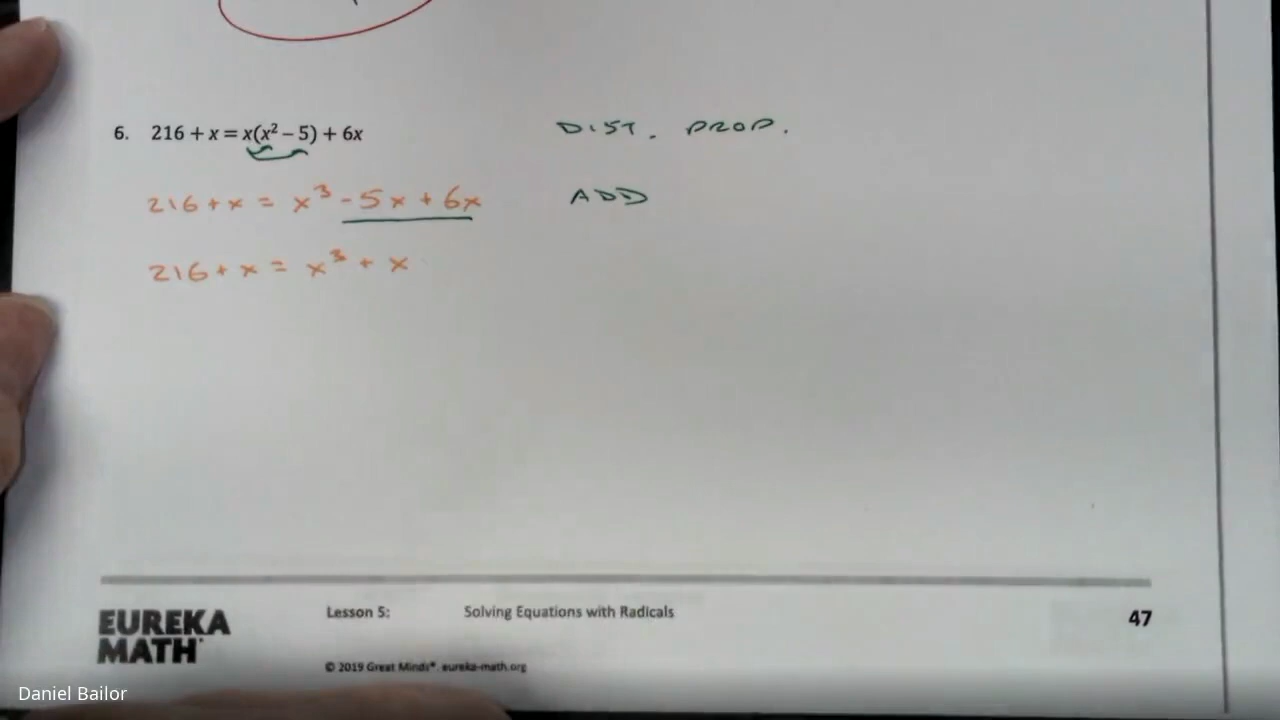 6. 216 + x = x(x² − 5) + 6x
DIST. PROP.
216 + x = x³ - 5x + 6x
ADD
216 + x = x³ + x
EUREKA MATH
Lesson 5: Solving Equations with Radicals
47
© 2019 Great Minds®. eureka-math.org
Daniel Bailor